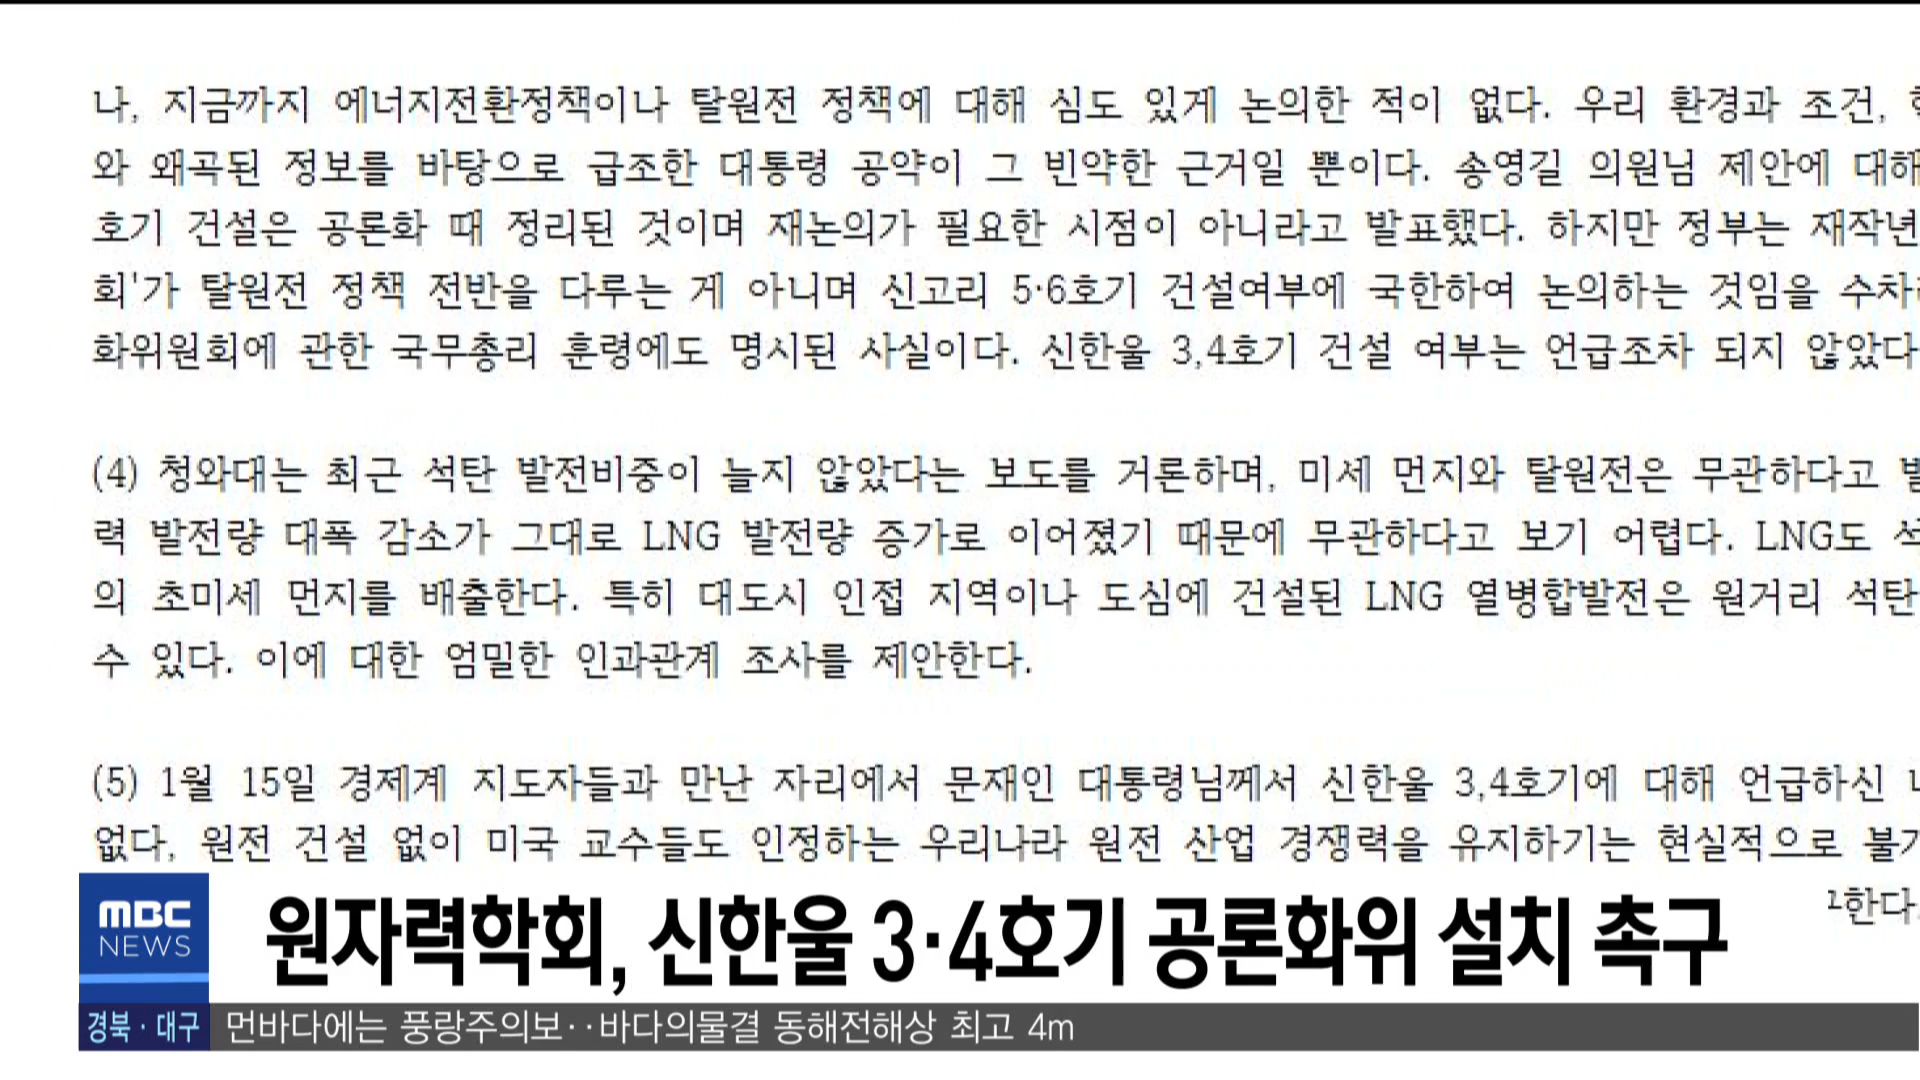 나, 지금까지 에너지전환정책이나 탈원전 정책에 대해 심도 있게 논의한 적이 없다. 우리 환경과 조건,
와 왜곡된 정보를 바탕으로 급조한 대통령 공약이 그 빈약한 근거일 뿐이다. 송영길 의원님 제안에 대해
호기 건설은 공론화 때 정리된 것이며 재논의가 필요한 시점이 아니라고 발표했다. 하지만 정부는 재작년
회'가 탈원전 정책 전반을 다루는 게 아니며 신고리 5·6호기 건설여부에 국한하여 논의하는 것임을 수차
화위원회에 관한 국무총리 훈령에도 명시된 사실이다. 신한울 3,4호기 건설 여부는 언급조차 되지 않았다
(4) 청와대는 최근 석탄 발전비중이 늘지 않았다는 보도를 거론하며, 미세 먼지와 탈원전은 무관하다고
력 발전량 대폭 감소가 그대로 LNG 발전량 증가로 이어졌기 때문에 무관하다고 보기 어렵다. LNG도
의 초미세 먼지를 배출한다. 특히 대도시 인접 지역이나 도심에 건설된 LNG 열병합발전은 원거리 석탄
수 있다. 이에 대한 엄밀한 인과관계 조사를 제안한다.
(5) 1월 15일 경제계 지도자들과 만난 자리에서 문재인 대통령님께서 신한울 3,4호기에 대해 언급하신
없다, 원전 건설 없이 미국 교수들도 인정하는 우리나라 원전 산업 경쟁력을 유지하기는 현실적으로
한다.
MBC NEWS
원자력학회, 신한울 3·4호기 공론화위 설치 촉구
경북·대구 먼바다에는 풍랑주의보··바다의물결 동해전해상 최고 4m